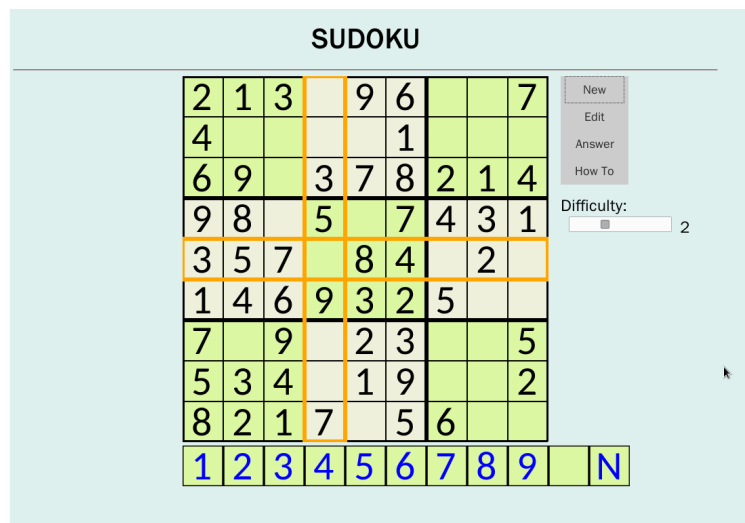 SUDOKU
2 1 3 9 6 7
4 1
6 9 3 7 8 2 1 4
9 8 5 7 4 3 1
3 5 7 8 4 2
1 4 6 9 3 2 5
7 9 2 3 5
5 3 4 1 9 2
8 2 1 7 5 6
1 2 3 4 5 6 7 8 9 N
New
Edit
Answer
How To
Difficulty:
2